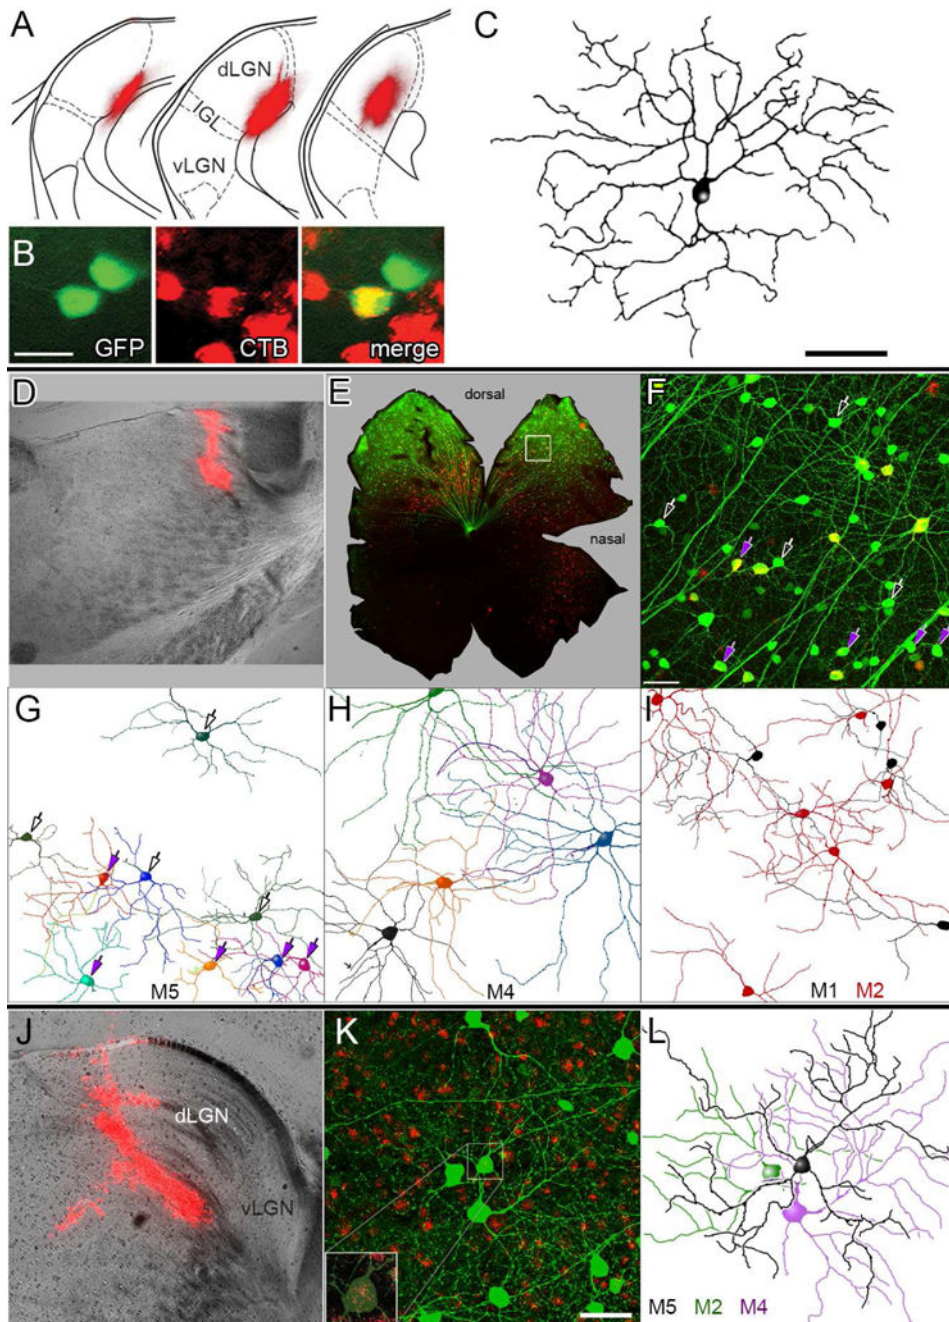 A
dLGN
IGL
vLGN
B
GFP
CTB
merge
C
D
E
dorsal
nasal
F
G
M5
H
M4
I
M1 M2
J
dLGN
vLGN
K
L
M5 M2 M4